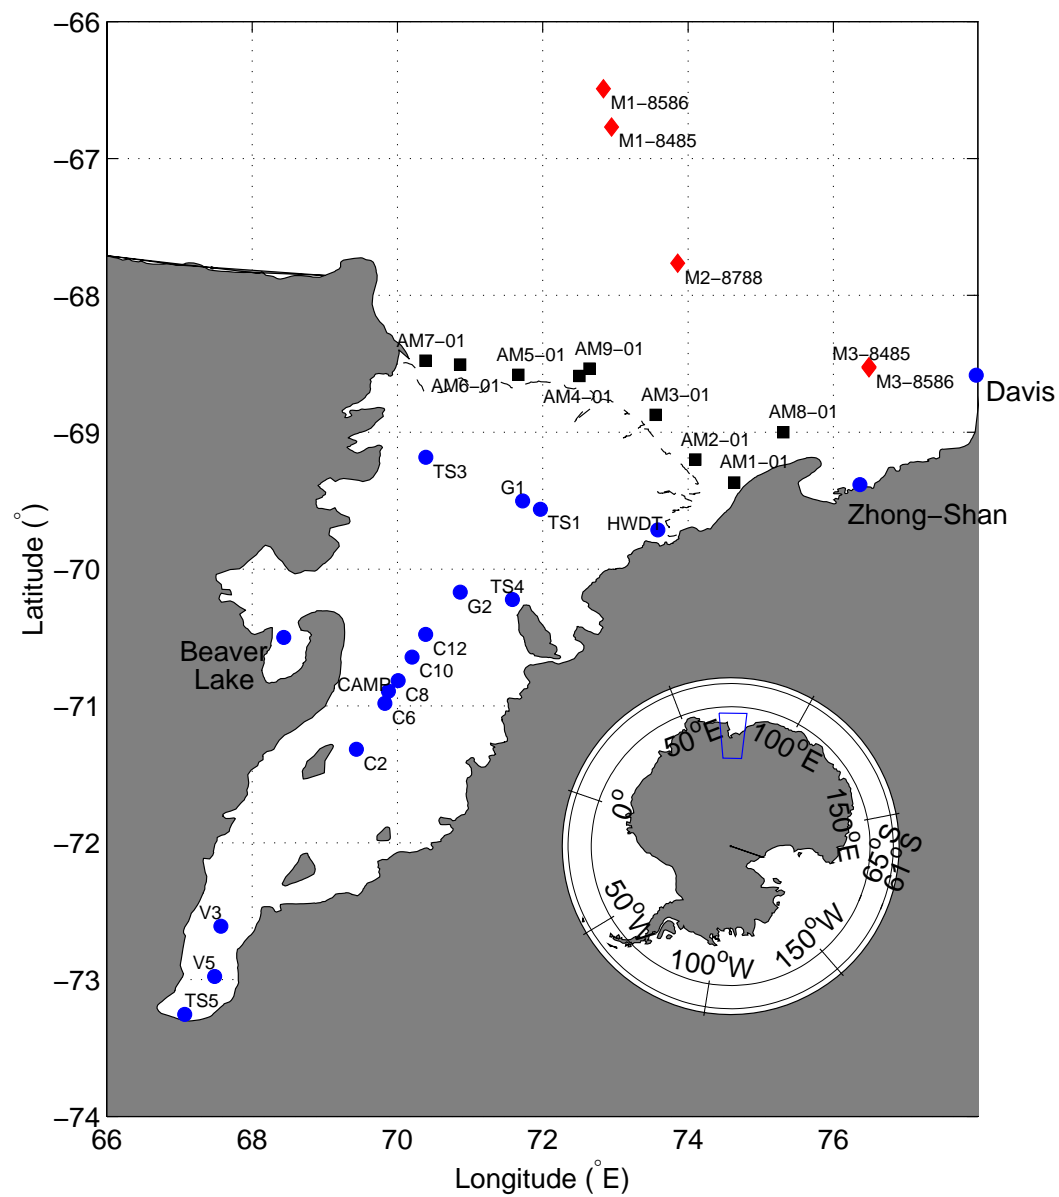 −66
M1−8586
M1−8485
−67
M2−8788
−68
AM7−01
AM5−01
AM9−01
M3−8485
AM6−01
AM4−01
M3−8586
Davis
AM3−01
AM8−01
−69
AM2−01
AM1−01
TS3
G1
TS1
HWDT
Zhong−Shan
−70
TS4
G2
Beaver
Lake
C12
C10
CAMP
C8
−71
C6
C2
50°E
100°E
0°
150°E
−72
65°S
61°S
50°W
150°W
100°W
V3
V5
−73
TS5
−74
66
68
70
72
74
76
Longitude (°E)
Latitude (°)